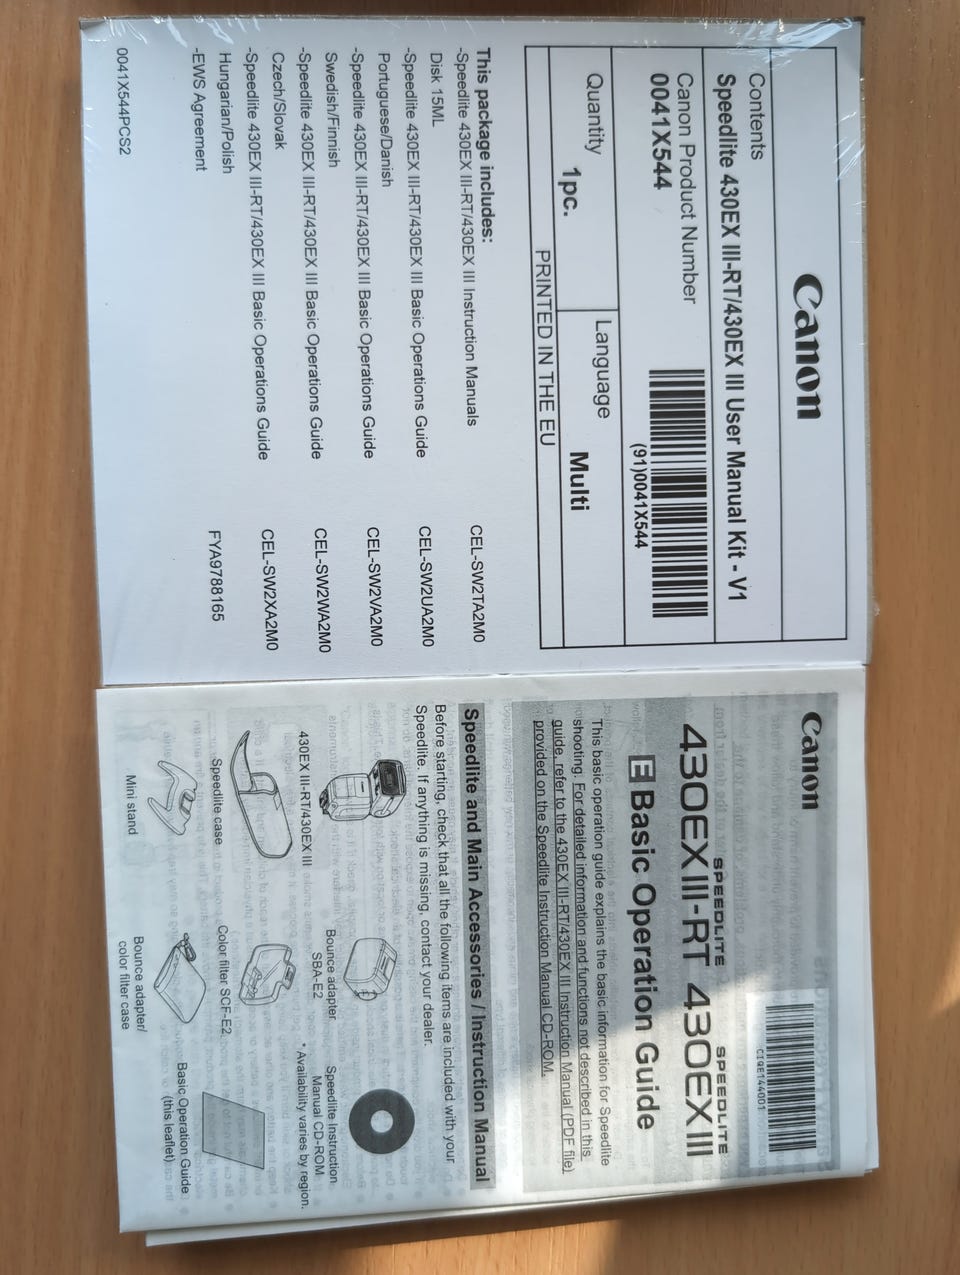 Canon
Contents
Speedlite 430EX III-RT/430EX III User Manual Kit - V1
Canon Product Number
0041X544
(91)0041X544
Quantity
1pc.
Language
Multi
PRINTED IN THE EU
This package includes:
-Speedlite 430EX III-RT/430EX III Instruction Manuals
Disk 15ML CEL-SW2TA2M0
-Speedlite 430EX III-RT/430EX III Basic Operations Guide
Portuguese/Danish CEL-SW2UA2M0
-Speedlite 430EX III-RT/430EX III Basic Operations Guide
Swedish/Finnish CEL-SW2VA2M0
-Speedlite 430EX III-RT/430EX III Basic Operations Guide
Czech/Slovak CEL-SW2WA2M0
-Speedlite 430EX III-RT/430EX III Basic Operations Guide
Hungarian/Polish CEL-SW2XA2M0
-EWS Agreement FYA9788165
0041X544PCS2
Canon
CT0E144001
SPEEDLITE SPEEDLITE
430EX III-RT 430EX III
E Basic Operation Guide
This basic operation guide explains the basic information for Speedlite
shooting. For detailed information and functions not described in this
guide, refer to the 430EX III-RT/430EX III Instruction Manual (PDF file)
provided on the Speedlite Instruction Manual CD-ROM.
Speedlite and Main Accessories / Instruction Manual
Before starting, check that all the following items are included with your
Speedlite. If anything is missing, contact your dealer.
430EX III-RT/430EX III
Bounce adapter
SBA-E2
Speedlite Instruction
Manual CD-ROM
* Availability varies by region.
Speedlite case
Color filter SCF-E2
Mini stand
Bounce adapter/
color filter case
Basic Operation Guide
(this leaflet)